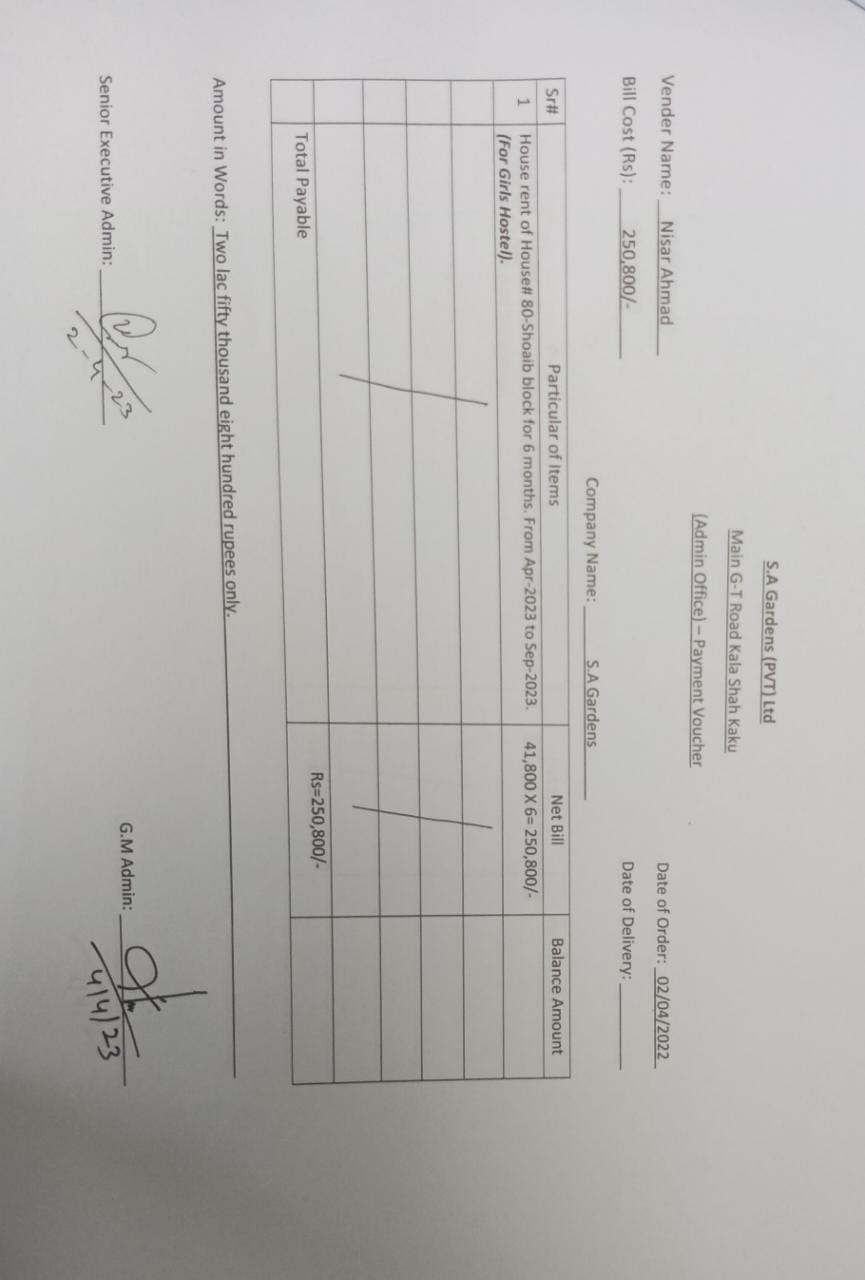 S.A Gardens (PVT) Ltd
Main G-T Road Kala Shah Kaku
(Admin Office) – Payment Voucher
Vender Name: Nisar Ahmad Date of Order: 02/04/2022
Bill Cost (Rs): 250,800/- Date of Delivery:
Company Name: S.A Gardens
Sr# Particular of Items Net Bill Balance Amount
1 House rent of House# 80-Shoaib block for 6 months. From Apr-2023 to Sep-2023. 41,800 X 6= 250,800/-
(For Girls Hostel).
Total Payable Rs=250,800/-
Amount in Words: Two lac fifty thousand eight hundred rupees only.
Senior Executive Admin: G.M Admin:
2-4-23 4/4/23